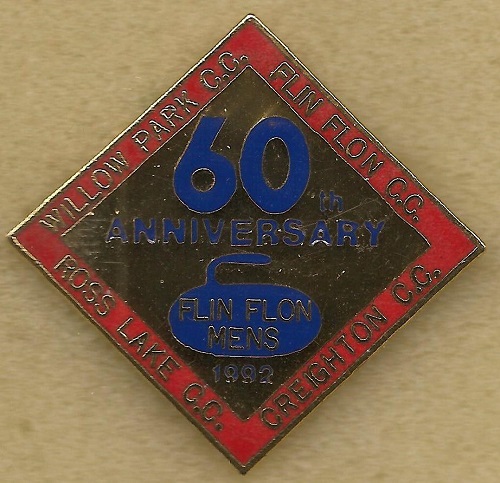 WILLOW PARK C.C.
FLIN FLON C.C.
60th
ANNIVERSARY
FLIN FLON
MENS
1992
ROSS LAKE C.C.
CREIGHTON C.C.